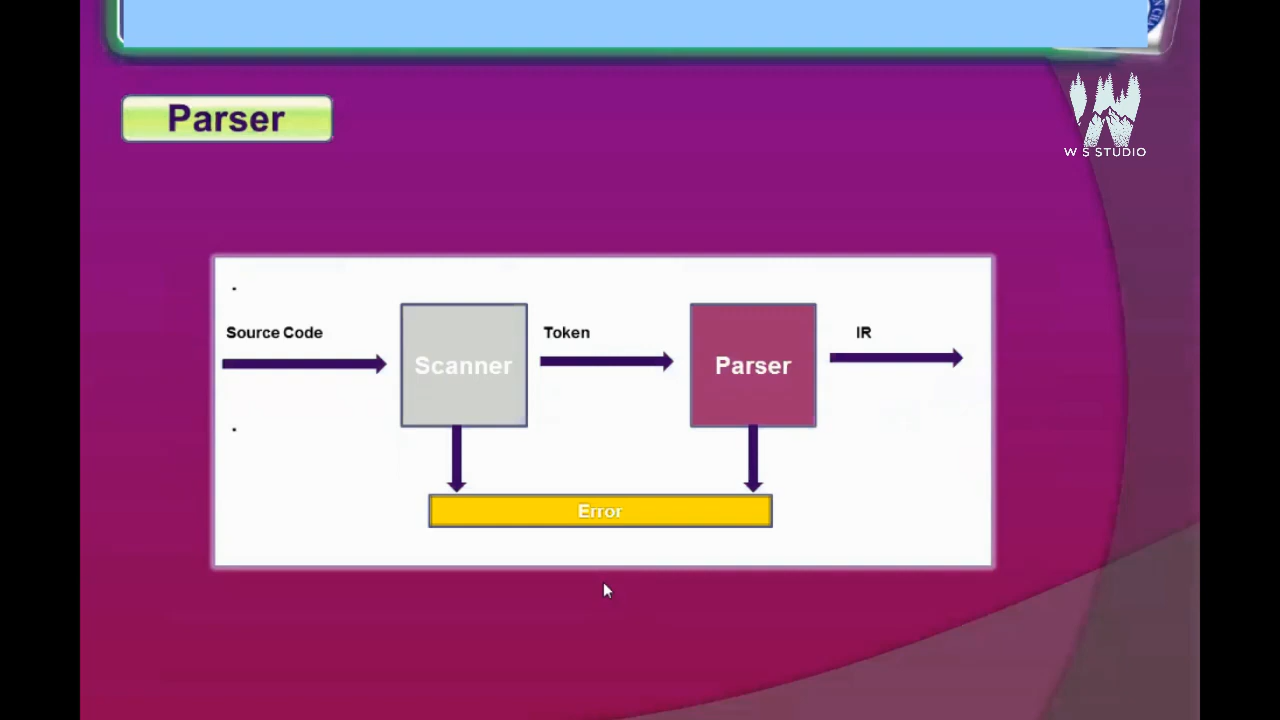 Parser
W S STUDIO
Source Code
Token
IR
Scanner
Parser
Error